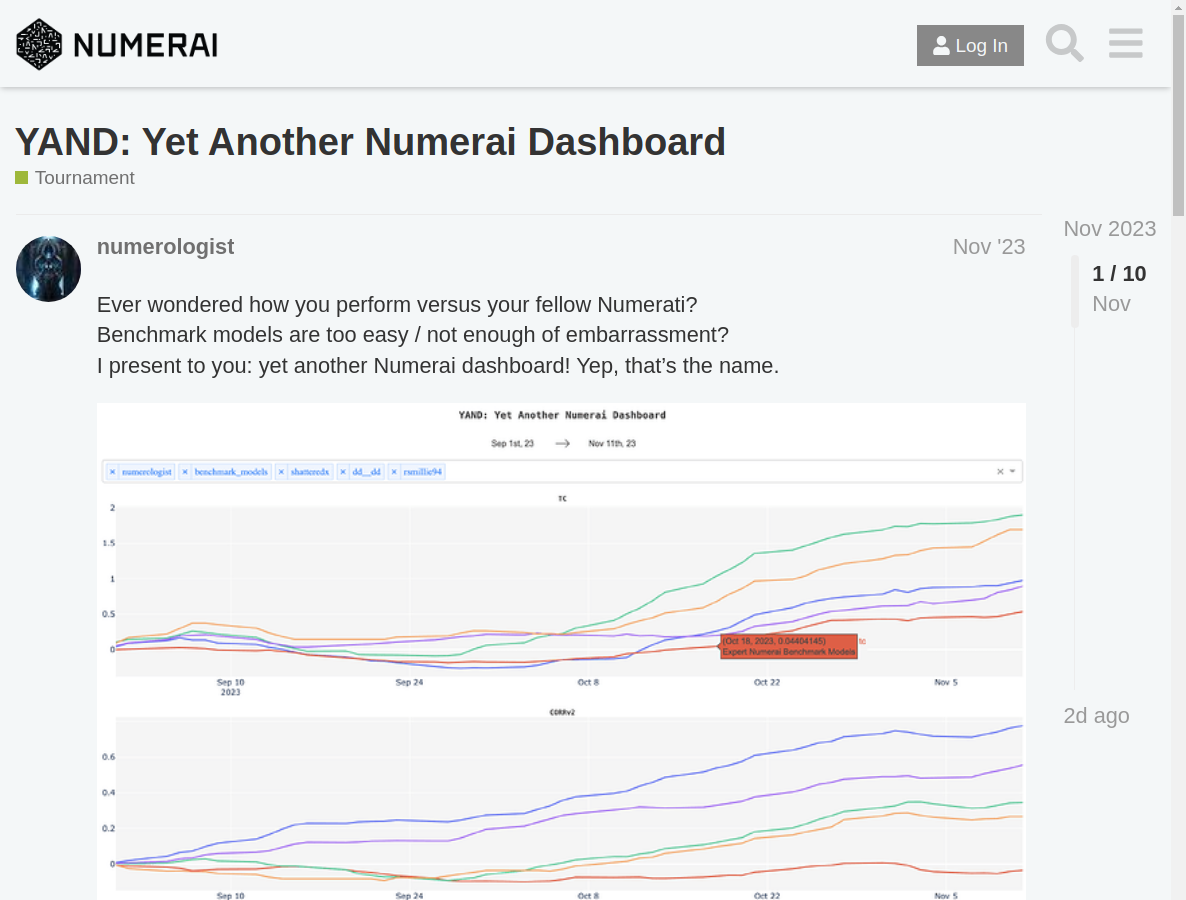 NUMERAI
Log In
YAND: Yet Another Numerai Dashboard
Tournament
numerologist
Nov '23
Nov 2023
1 / 10
Nov
Ever wondered how you perform versus your fellow Numerati?
Benchmark models are too easy / not enough of embarrassment?
I present to you: yet another Numerai dashboard! Yep, that’s the name.
YAND: Yet Another Numerai Dashboard
Sep 1st, 23 → Nov 11th, 23
× numerologist × benchmark_models × shatteredx × dd__dd × rsmillie94
TC
2
1.5
1
0.5
0
(Oct 18, 2023, 0.04404145) tc
Expert Numerai Benchmark Models
Sep 10 Sep 24 Oct 8 Oct 22 Nov 5
2023
2d ago
CORRv2
0.6
0.4
0.2
0
Sep 10 Sep 24 Oct 8 Oct 22 Nov 5